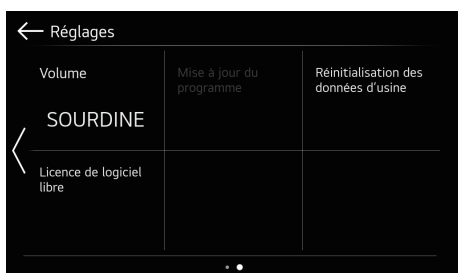 Réglages
Volume
SOURDINE
Mise à jour du
programme
Réinitialisation des
données d'usine
Licence de logiciel
libre